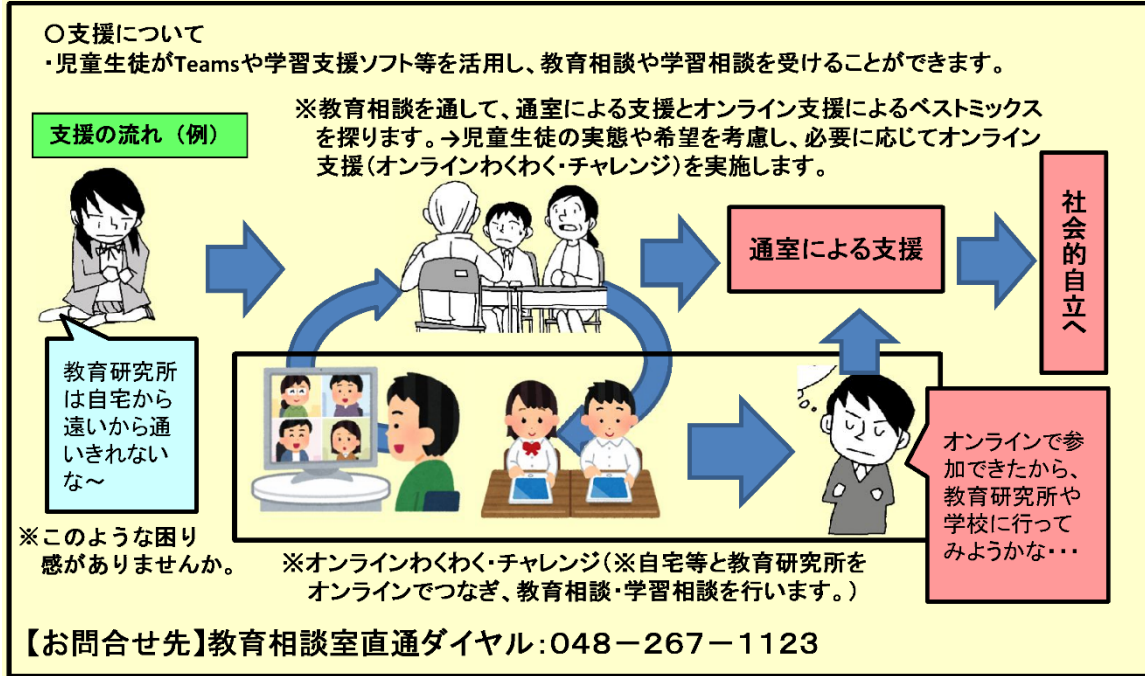 〇支援について
・児童生徒がTeamsや学習支援ソフト等を活用し、教育相談や学習相談を受けることができます。
※教育相談を通して、通室による支援とオンライン支援によるベストミックス
を探ります。→児童生徒の実態や希望を考慮し、必要に応じてオンライン
支援(オンラインわくわく・チャレンジ)を実施します。
支援の流れ（例）
通室による支援
社会的自立へ
教育研究所
は自宅から
遠いから通
いきれない
な～
オンラインで参
加できたから、
教育研究所や
学校に行って
みようかな・・・
※このような困り
感がありませんか。
※オンラインわくわく・チャレンジ(※自宅等と教育研究所を
オンラインでつなぎ、教育相談・学習相談を行います。)
【お問合せ先】教育相談室直通ダイヤル:０４８－２６７－１１２３